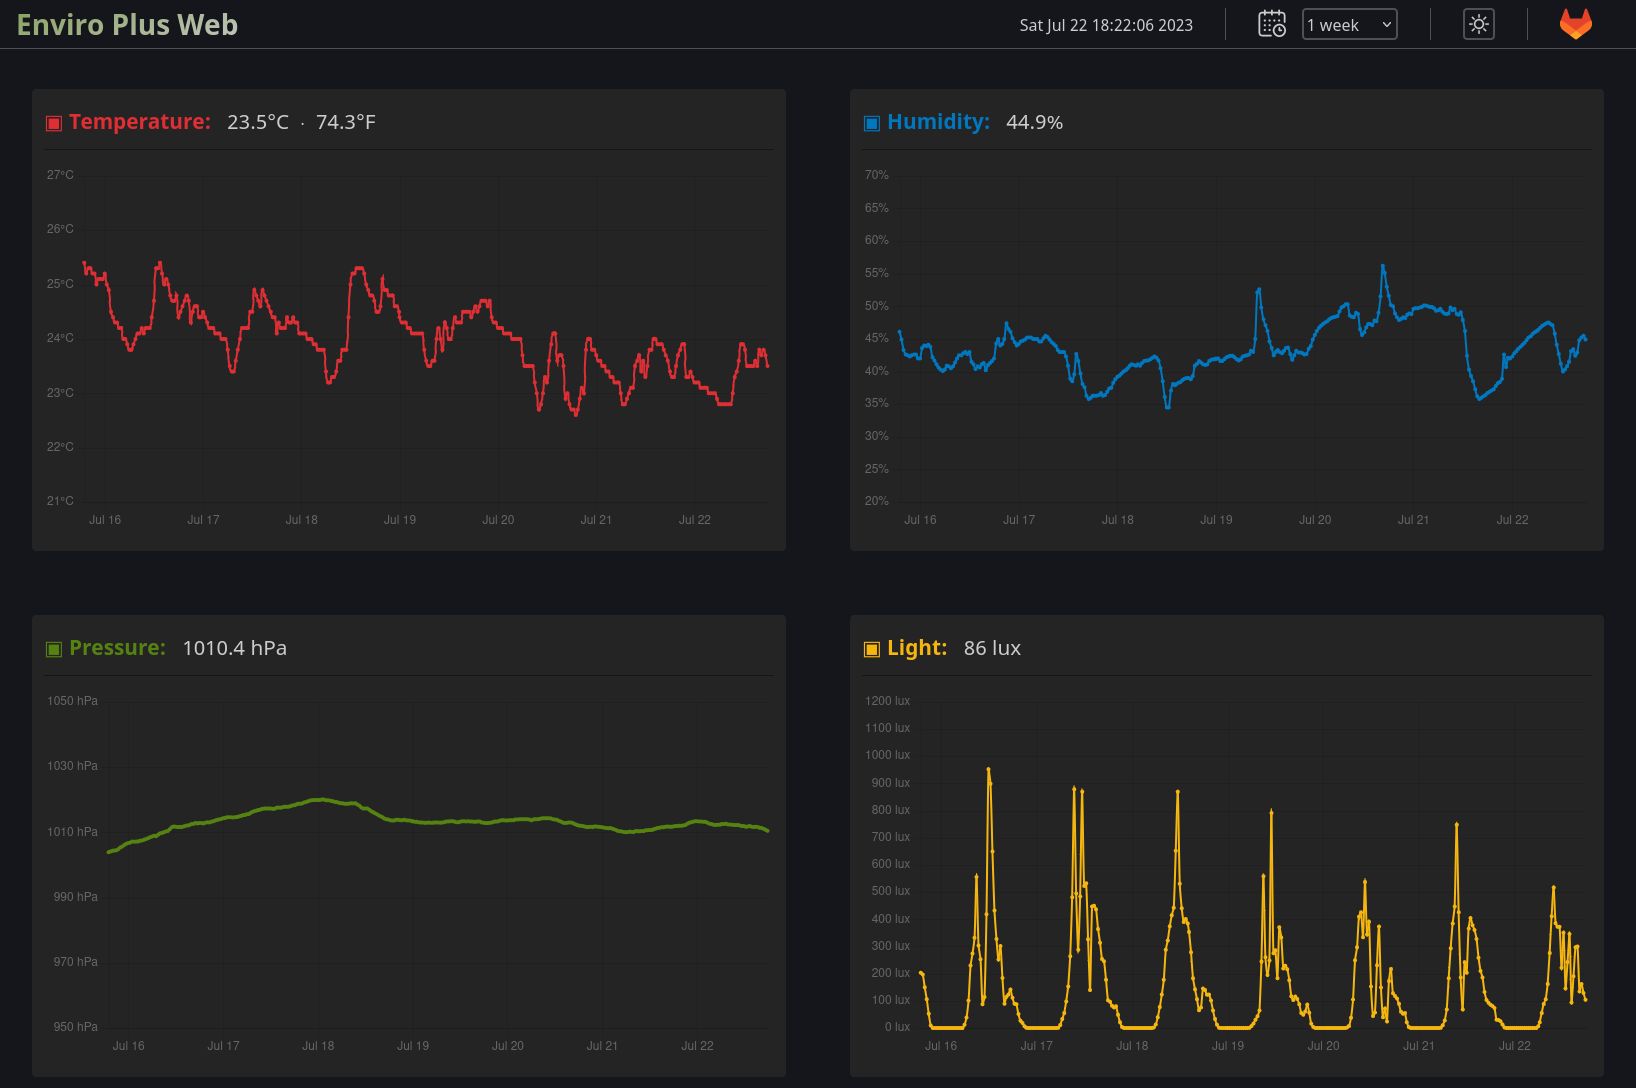 Enviro Plus Web
Sat Jul 22 18:22:06 2023
1 week
Temperature: 23.5°C · 74.3°F
27°C
26°C
25°C
24°C
23°C
22°C
21°C
Jul 16 Jul 17 Jul 18 Jul 19 Jul 20 Jul 21 Jul 22
Humidity: 44.9%
70%
65%
60%
55%
50%
45%
40%
35%
30%
25%
20%
Jul 16 Jul 17 Jul 18 Jul 19 Jul 20 Jul 21 Jul 22
Pressure: 1010.4 hPa
1050 hPa
1030 hPa
1010 hPa
990 hPa
970 hPa
950 hPa
Jul 16 Jul 17 Jul 18 Jul 19 Jul 20 Jul 21 Jul 22
Light: 86 lux
1200 lux
1100 lux
1000 lux
900 lux
800 lux
700 lux
600 lux
500 lux
400 lux
300 lux
200 lux
100 lux
0 lux
Jul 16 Jul 17 Jul 18 Jul 19 Jul 20 Jul 21 Jul 22